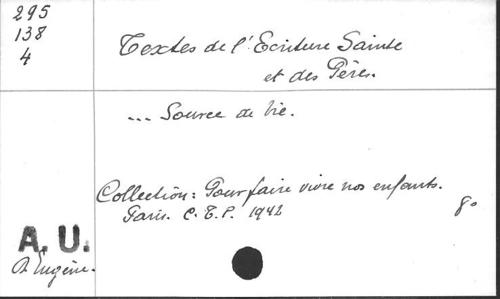 295
138
4
Textes de l'Ecriture Sainte
et des Pères.
... Source de Vie.
Collection: Pour faire vivre nos enfants.
Paris. C.T.P. 1942
8°
A. U.
Eugène.